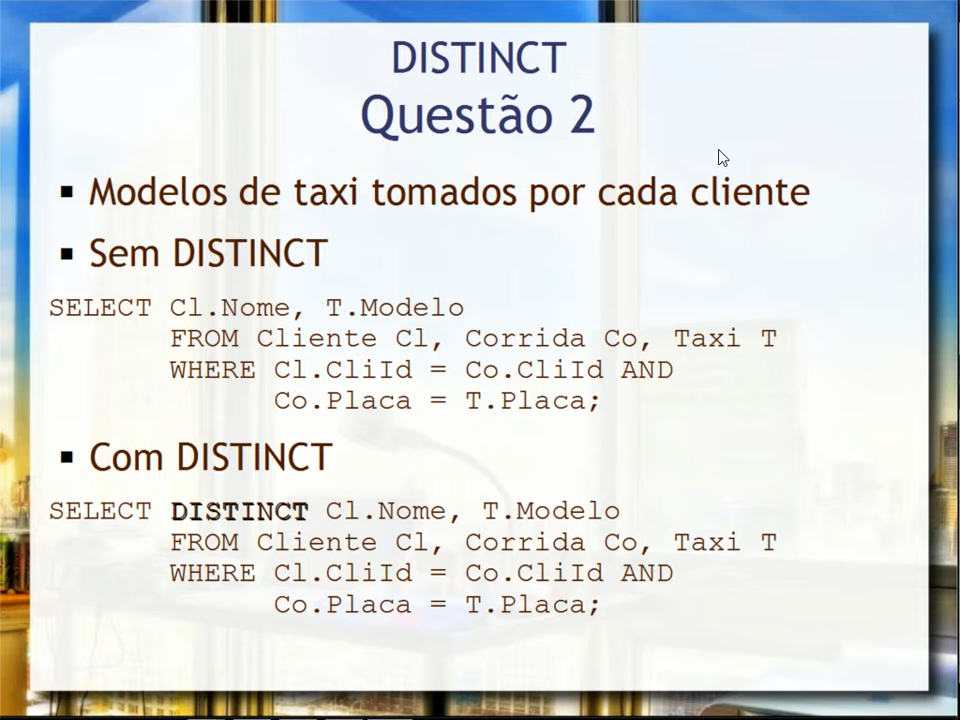 DISTINCT
Questão 2
▪ Modelos de taxi tomados por cada cliente
▪ Sem DISTINCT
SELECT Cl.Nome, T.Modelo
FROM Cliente Cl, Corrida Co, Taxi T
WHERE Cl.CliId = Co.CliId AND
Co.Placa = T.Placa;
▪ Com DISTINCT
SELECT DISTINCT Cl.Nome, T.Modelo
FROM Cliente Cl, Corrida Co, Taxi T
WHERE Cl.CliId = Co.CliId AND
Co.Placa = T.Placa;